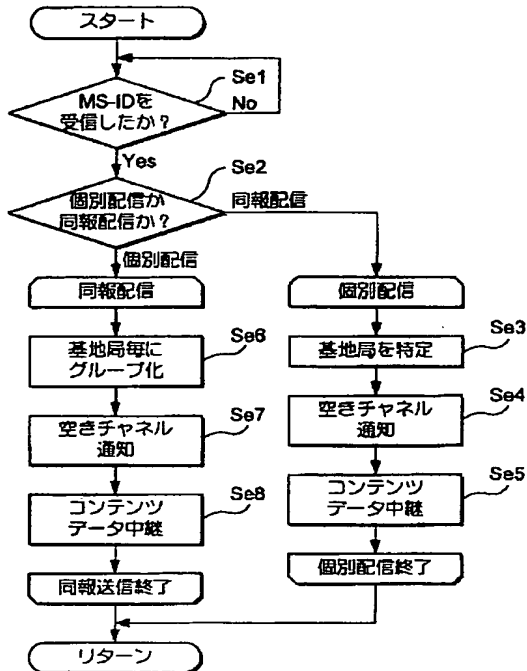 スタート
Se1
MS-IDを
受信したか？
No
Yes
Se2
個別配信か
同報配信か？
同報配信
個別配信
同報配信
基地局毎に
グループ化
Se6
空きチャネル
通知
Se7
コンテンツ
データ中継
Se8
同報送信終了
個別配信
基地局を特定
Se3
空きチャネル
通知
Se4
コンテンツ
データ中継
Se5
個別配信終了
リターン